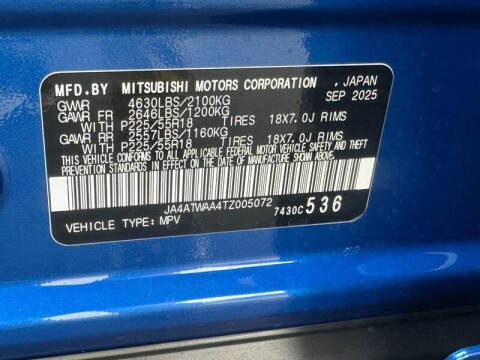 MFD.BY MITSUBISHI MOTORS CORPORATION , JAPAN
GVWR 4630LBS/2100KG SEP 2025
GAWR FR 2646LBS/1200KG
WITH P225/55R18 TIRES 18X7.0J RIMS
GAWR RR 2557LBS/1160KG
WITH P225/55R18 TIRES 18X7.0J RIMS
THIS VEHICLE CONFORMS TO ALL APPLICABLE FEDERAL MOTOR VEHICLE SAFETY AND THEFT
PREVENTION STANDARDS IN EFFECT ON THE DATE OF MANUFACTURE SHOWN ABOVE.
JA4ATWAA4TZ005072 7430C 536
VEHICLE TYPE: MPV